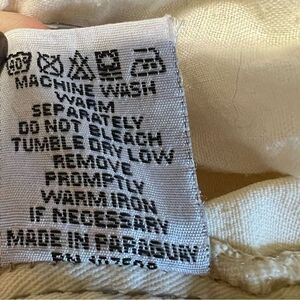 MACHINE WASH
WARM
SEPARATELY
DO NOT BLEACH
TUMBLE DRY LOW
REMOVE
PROMPTLY
WARM IRON
IF NECESSARY
MADE IN PARAGUAY